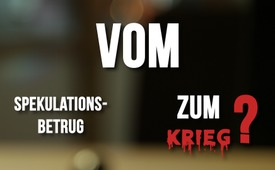 VOM
SPEKULATIONS-
BETRUG
ZUM
KRIEG?